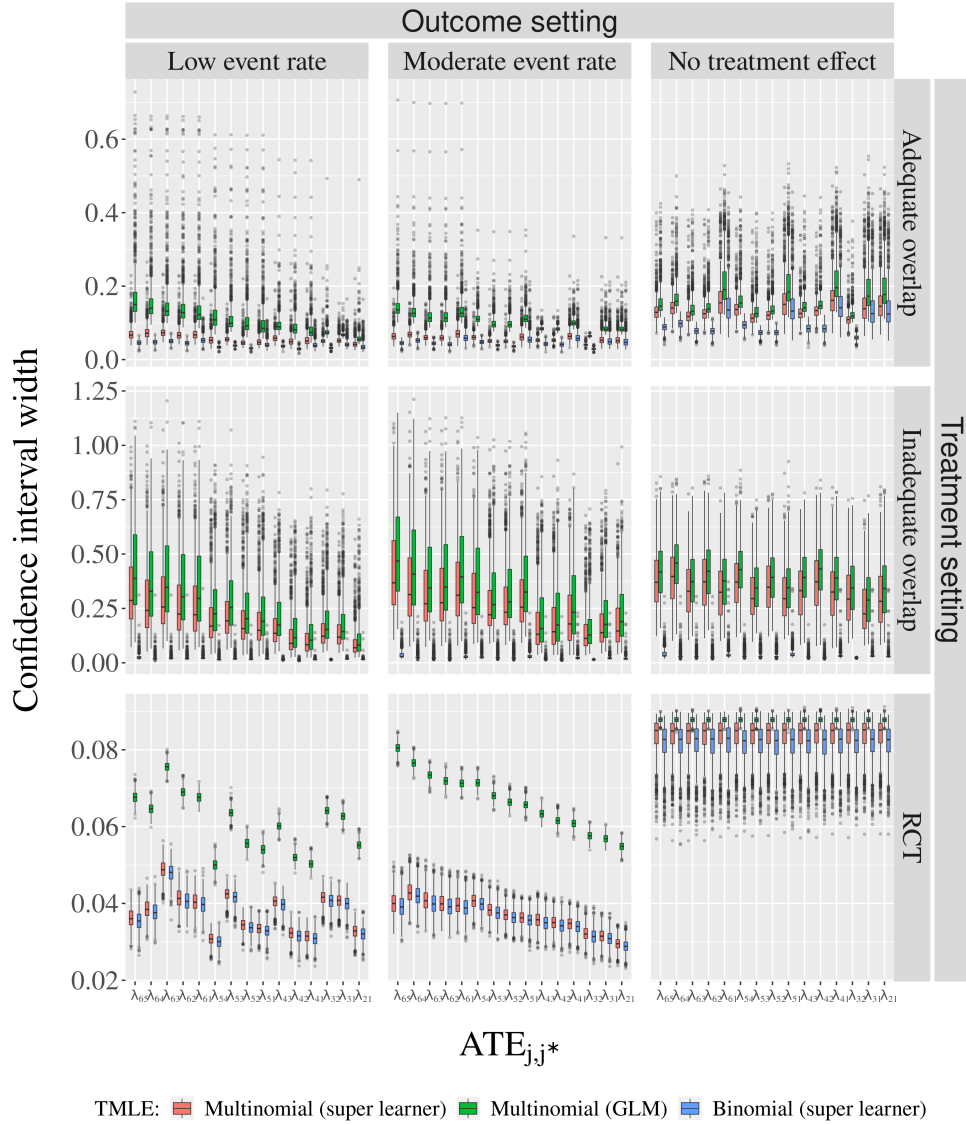 Outcome setting
Low event rate
Moderate event rate
No treatment effect
Confidence interval width
0.6
0.4
0.2
0.0
Adequate overlap
1.25
1.00
0.75
0.50
0.25
0.00
Inadequate overlap
Treatment setting
0.08
0.06
0.04
0.02
RCT
λ65 λ64 λ63 λ62 λ61 λ54 λ53 λ52 λ51 λ43 λ42 λ41 λ32 λ31 λ21
λ65 λ64 λ63 λ62 λ61 λ54 λ53 λ52 λ51 λ43 λ42 λ41 λ32 λ31 λ21
λ65 λ64 λ63 λ62 λ61 λ54 λ53 λ52 λ51 λ43 λ42 λ41 λ32 λ31 λ21
ATEj,j*
TMLE: Multinomial (super learner) Multinomial (GLM) Binomial (super learner)